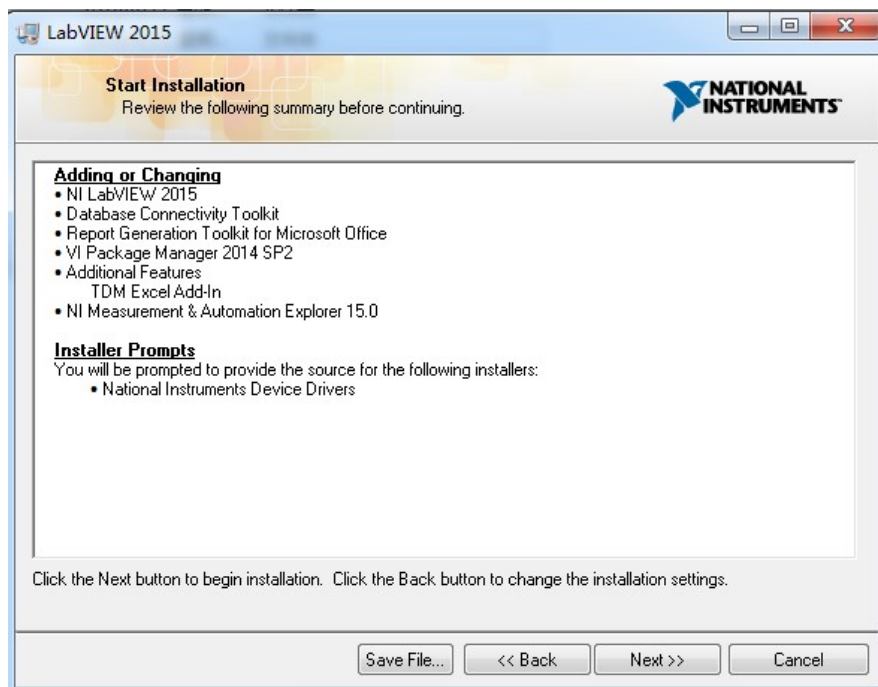 LabVIEW 2015
Start Installation
Review the following summary before continuing.
NATIONAL
INSTRUMENTS™
Adding or Changing
• NI LabVIEW 2015
• Database Connectivity Toolkit
• Report Generation Toolkit for Microsoft Office
• VI Package Manager 2014 SP2
• Additional Features
TDM Excel Add-In
• NI Measurement & Automation Explorer 15.0
Installer Prompts
You will be prompted to provide the source for the following installers:
• National Instruments Device Drivers
Click the Next button to begin installation.  Click the Back button to change the installation settings.
Save File... << Back Next >> Cancel